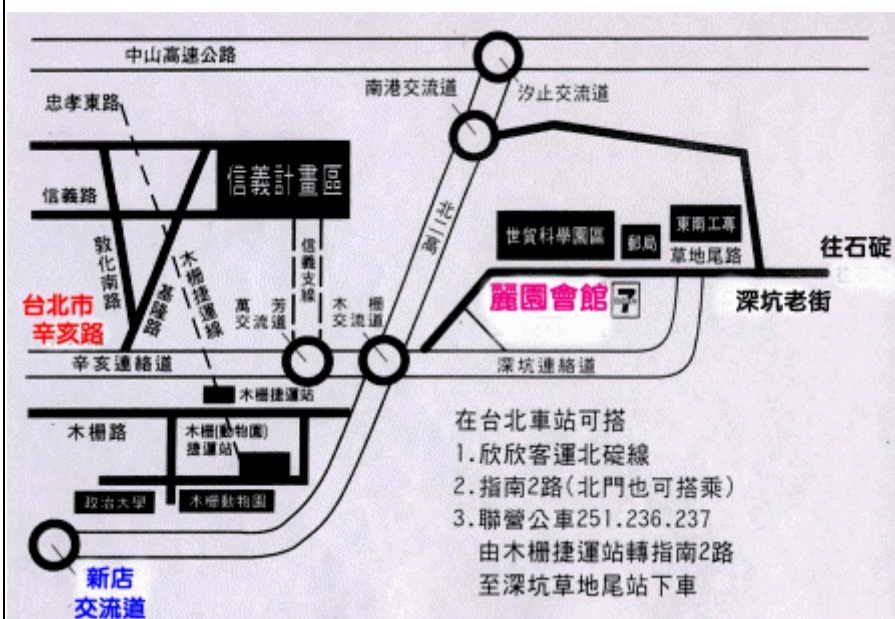 中山高速公路
南港交流道
汐止交流道
忠孝東路
信義計畫區
信義路
敦化南路
木柵捷運線
基隆路
信義支線
北二高
世貿科學園區
郵局
東南工專
草地尾路
往石碇
台北市
辛亥路
萬芳
交流道
木柵
交流道
麗園會館
7
深坑老街
辛亥連絡道
深坑連絡道
木柵捷運站
木柵路
木柵(動物園)
捷運站
政治大學
木柵動物園
在台北車站可搭
1.欣欣客運北碇線
2.指南2路(北門也可搭乘)
3.聯營公車251.236.237
由木柵捷運站轉指南2路
至深坑草地尾站下車
新店
交流道